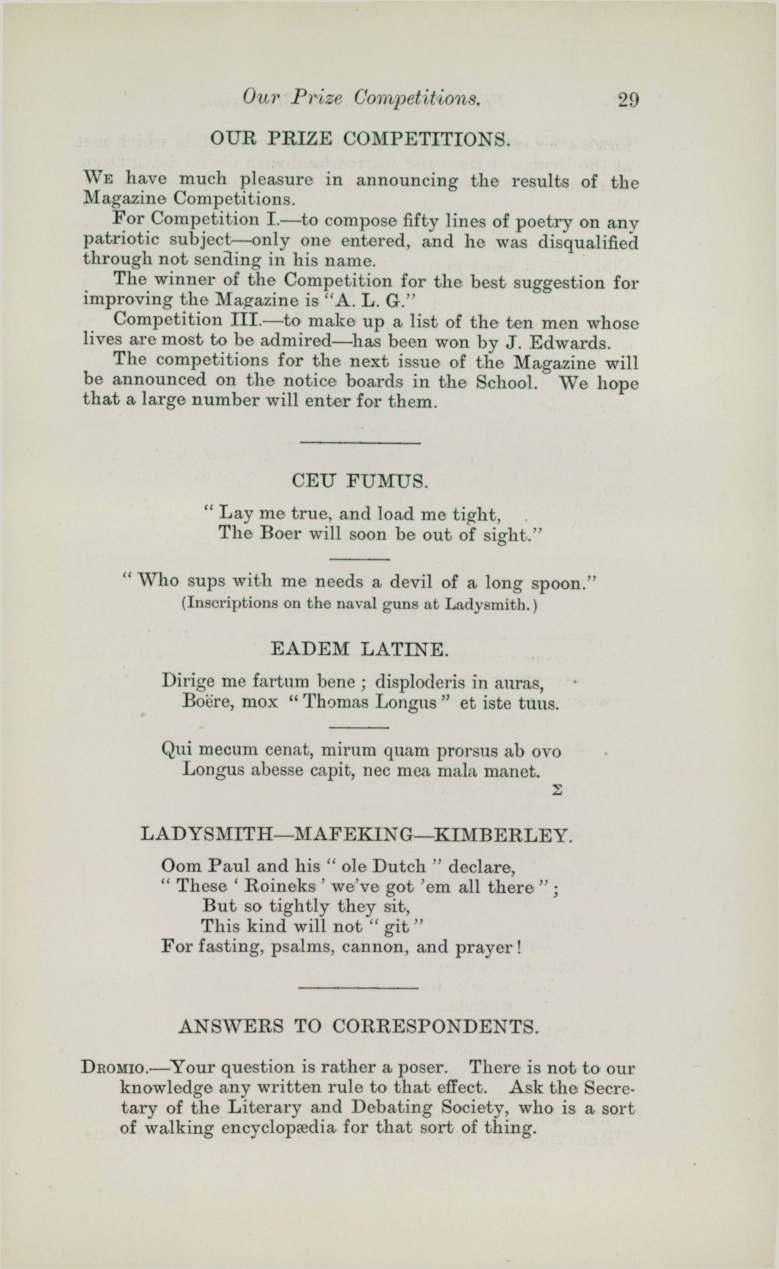 Our Prize Competitions. 29
OUR PRIZE COMPETITIONS.
WE have much pleasure in announcing the results of the
Magazine Competitions.
For Competition I.—to compose fifty lines of poetry on any
patriotic subject—only one entered, and he was disqualified
through not sending in his name.
The winner of the Competition for the best suggestion for
improving the Magazine is "A. L. G."
Competition III.—to make up a list of the ten men whose
lives are most to be admired—has been won by J. Edwards.
The competitions for the next issue of the Magazine will
be announced on the notice boards in the School. We hope
that a large number will enter for them.
CEU FUMUS.
"Lay me true, and load me tight,
The Boer will soon be out of sight."
"Who sups with me needs a devil of a long spoon."
(Inscriptions on the naval guns at Ladysmith.)
EADEM LATINE.
Dirige me fartum bene ; disploderis in auras,
Boëre, mox "Thomas Longus" et iste tuus.
Qui mecum cenat, mirum quam prorsus ab ovo
Longus abesse capit, nec mea mala manet.
Σ
LADYSMITH—MAFEKING—KIMBERLEY.
Oom Paul and his "ole Dutch" declare,
"These 'Roineks' we've got 'em all there";
But so tightly they sit,
This kind will not "git"
For fasting, psalms, cannon, and prayer!
ANSWERS TO CORRESPONDENTS.
DROMIO.—Your question is rather a poser. There is not to our
knowledge any written rule to that effect. Ask the Secre-
tary of the Literary and Debating Society, who is a sort
of walking encyclopædia for that sort of thing.